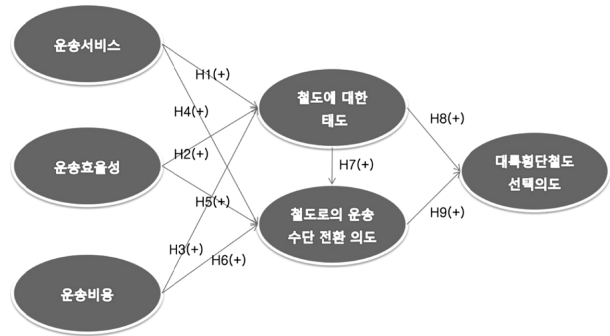 운송서비스
H1(+)
철도에 대한
태도
H4(+)
H8(+)
H2(+)
운송효율성
H7(+)
대륙횡단철도
선택의도
H5(+)
철도로의 운송
수단 전환 의도
H9(+)
H3(+)
H6(+)
운송비용